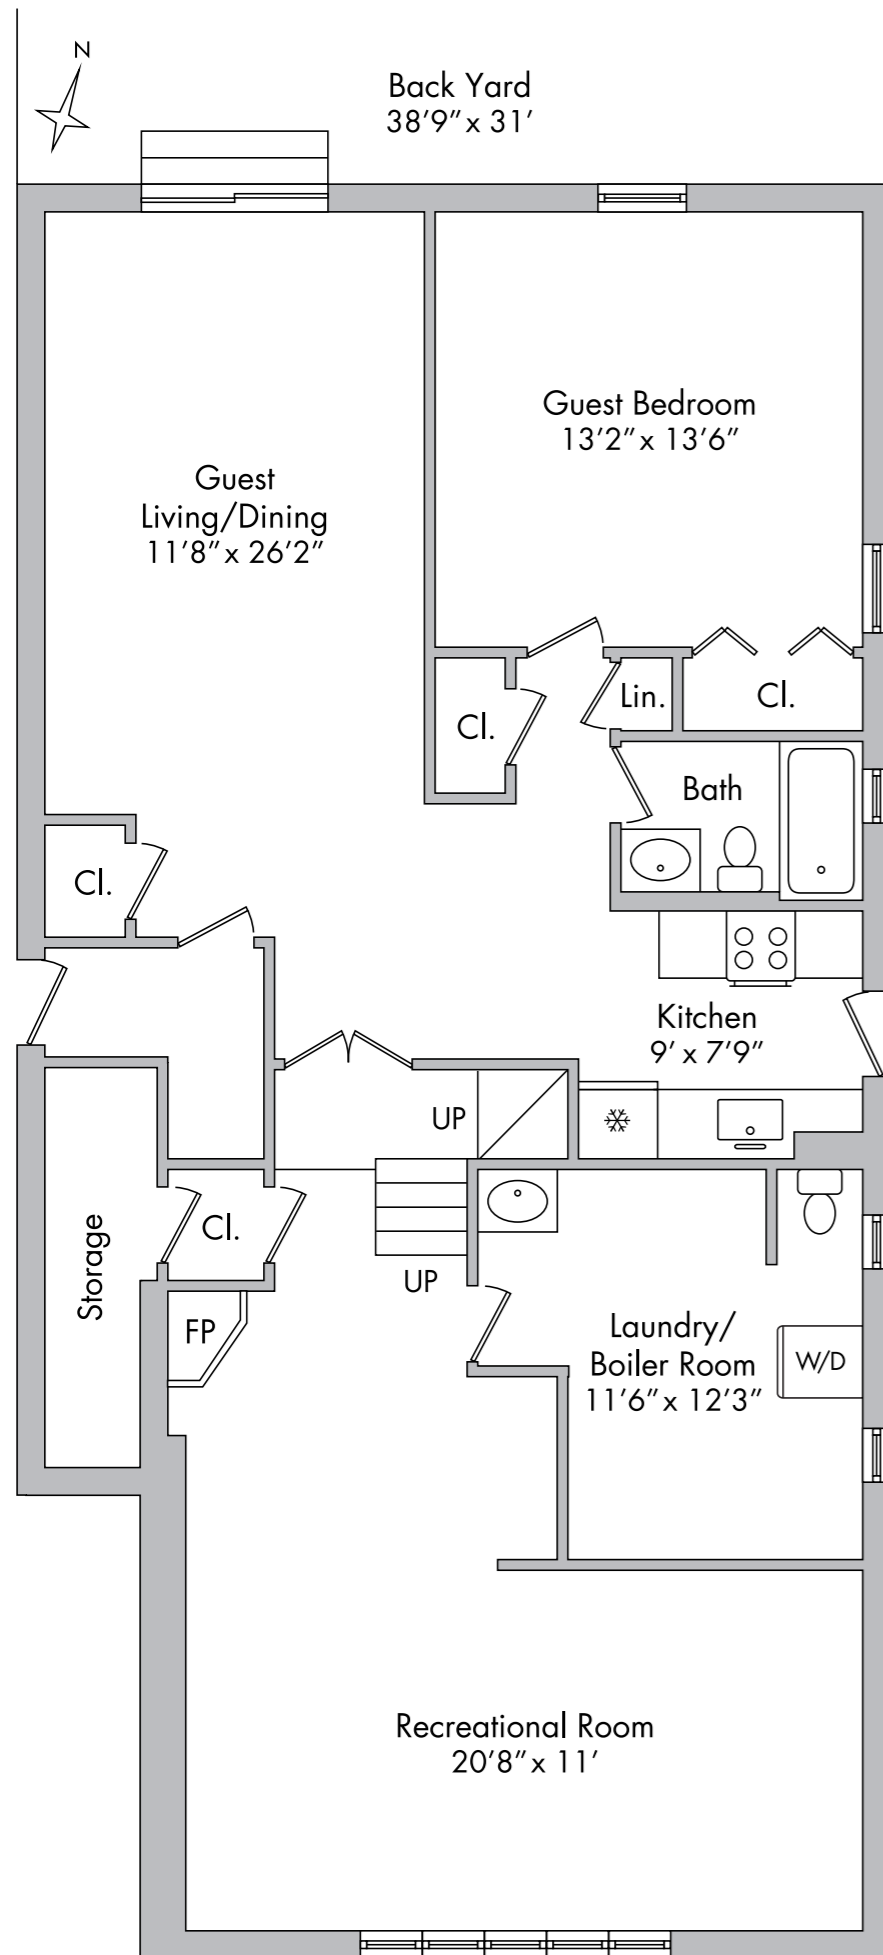 N
Back Yard
38'9" x 31'
Guest Bedroom
13'2" x 13'6"
Guest
Living/Dining
11'8" x 26'2"
Lin.
Cl.
Cl.
Bath
Cl.
Kitchen
9' x 7'9"
UP
Storage
Cl.
UP
FP
Laundry/
Boiler Room
11'6" x 12'3"
W/D
Recreational Room
20'8" x 11'